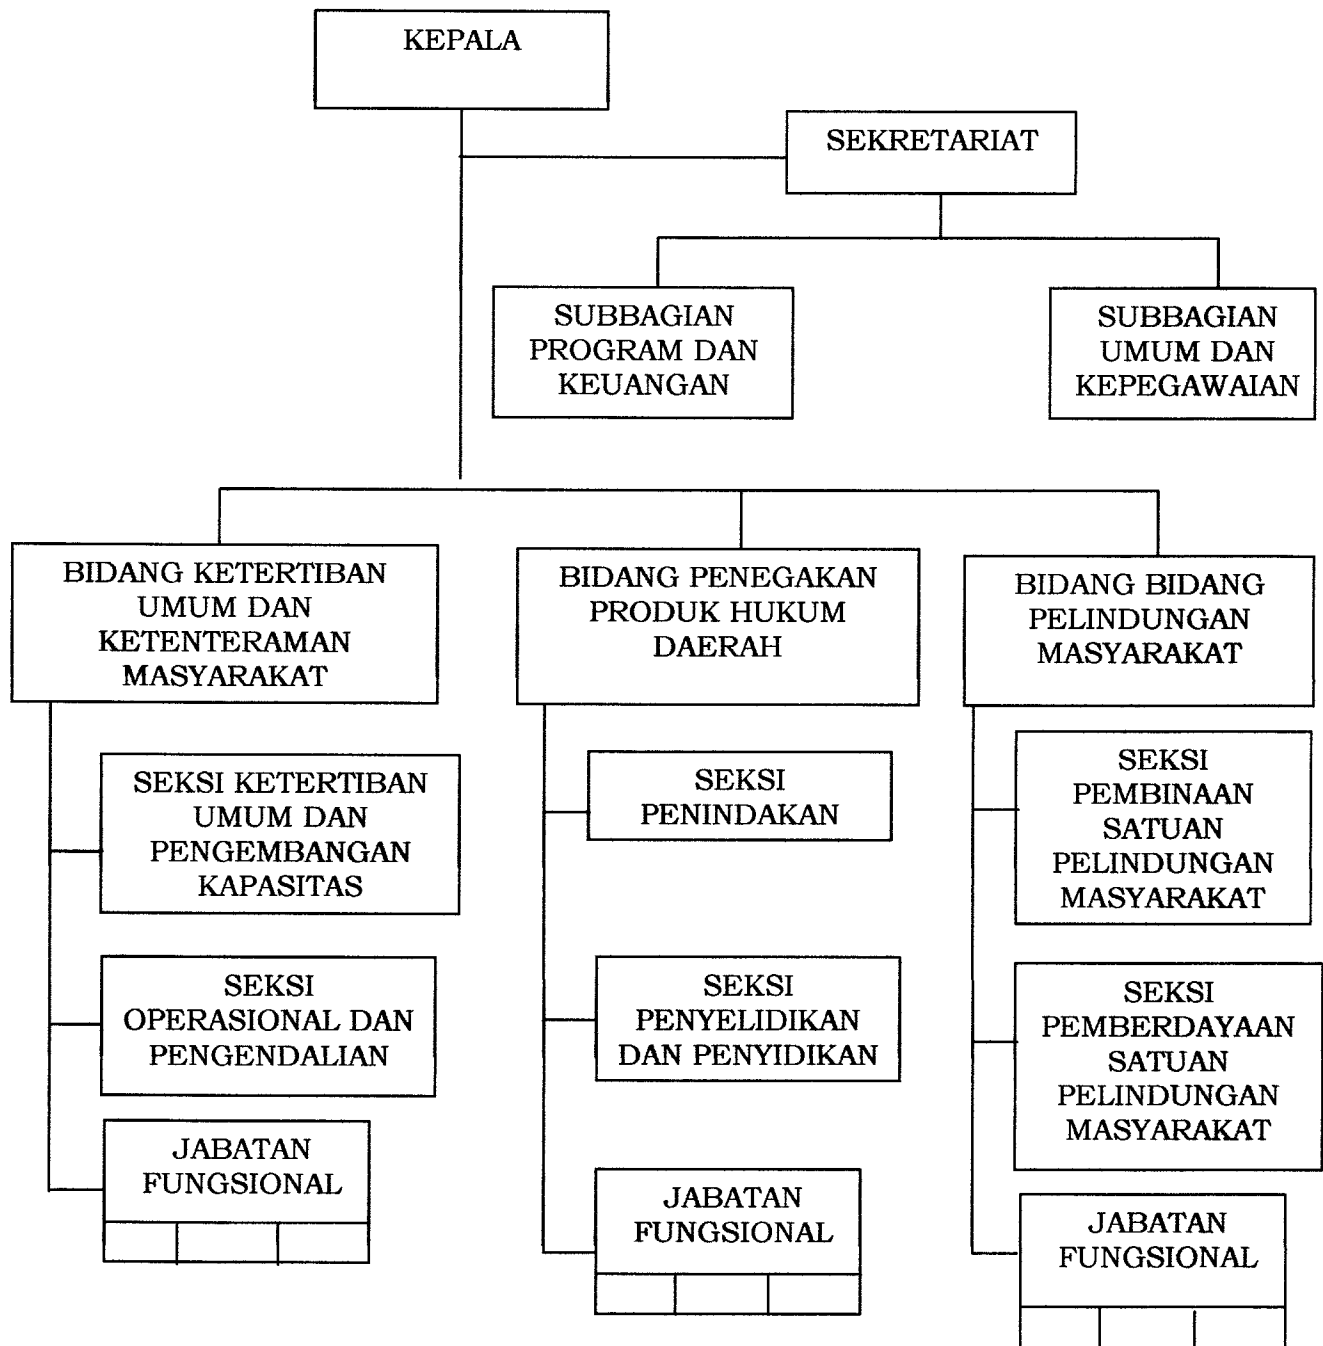 KEPALA
SEKRETARIAT
SUBBAGIAN
PROGRAM DAN
KEUANGAN
SUBBAGIAN
UMUM DAN
KEPEGAWAIAN
BIDANG KETERTIBAN
UMUM DAN
KETENTERAMAN
MASYARAKAT
SEKSI KETERTIBAN
UMUM DAN
PENGEMBANGAN
KAPASITAS
SEKSI
OPERASIONAL DAN
PENGENDALIAN
JABATAN
FUNGSIONAL
BIDANG PENEGAKAN
PRODUK HUKUM
DAERAH
SEKSI
PENINDAKAN
SEKSI
PENYELIDIKAN
DAN PENYIDIKAN
JABATAN
FUNGSIONAL
BIDANG BIDANG
PELINDUNGAN
MASYARAKAT
SEKSI
PEMBINAAN
SATUAN
PELINDUNGAN
MASYARAKAT
SEKSI
PEMBERDAYAAN
SATUAN
PELINDUNGAN
MASYARAKAT
JABATAN
FUNGSIONAL